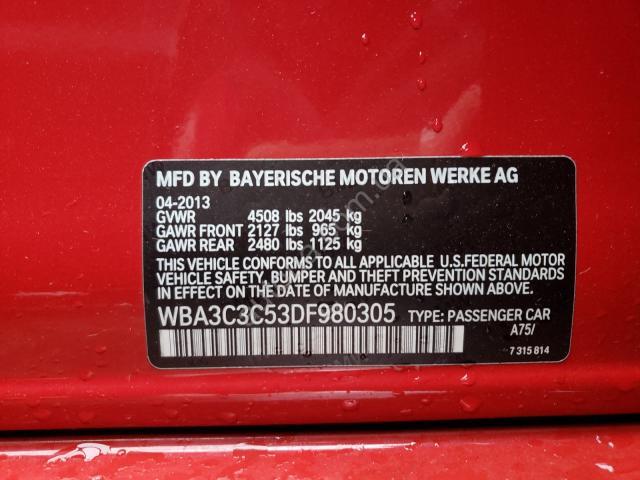 MFD BY BAYERISCHE MOTOREN WERKE AG
04-2013
GVWR 4508 lbs 2045 kg
GAWR FRONT 2127 lbs 965 kg
GAWR REAR 2480 lbs 1125 kg
THIS VEHICLE CONFORMS TO ALL APPLICABLE U.S.FEDERAL MOTOR
VEHICLE SAFETY, BUMPER AND THEFT PREVENTION STANDARDS
IN EFFECT ON THE DATE OF MANUFACTURE SHOWN ABOVE.
WBA3C3C53DF980305 TYPE: PASSENGER CAR
A75/
7 315 814